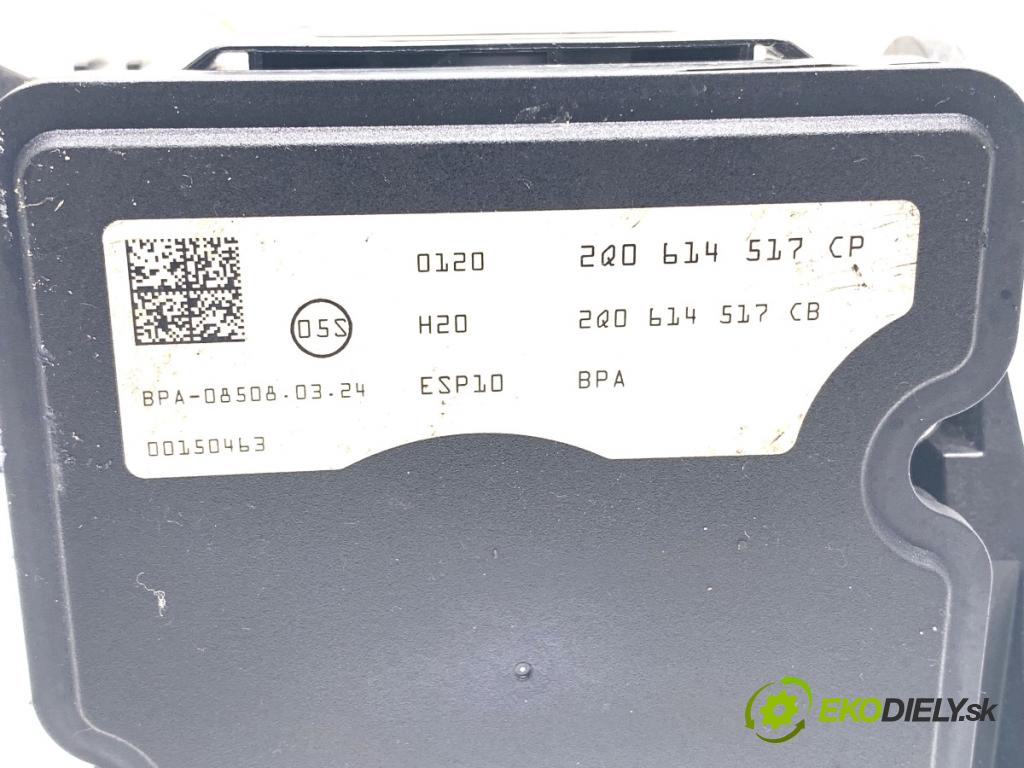 0120 2Q0 614 517 CP
05S H20 2Q0 614 517 CB
BPA-08508.03.24 ESP10 BPA
00150463
EKODIELY.sk